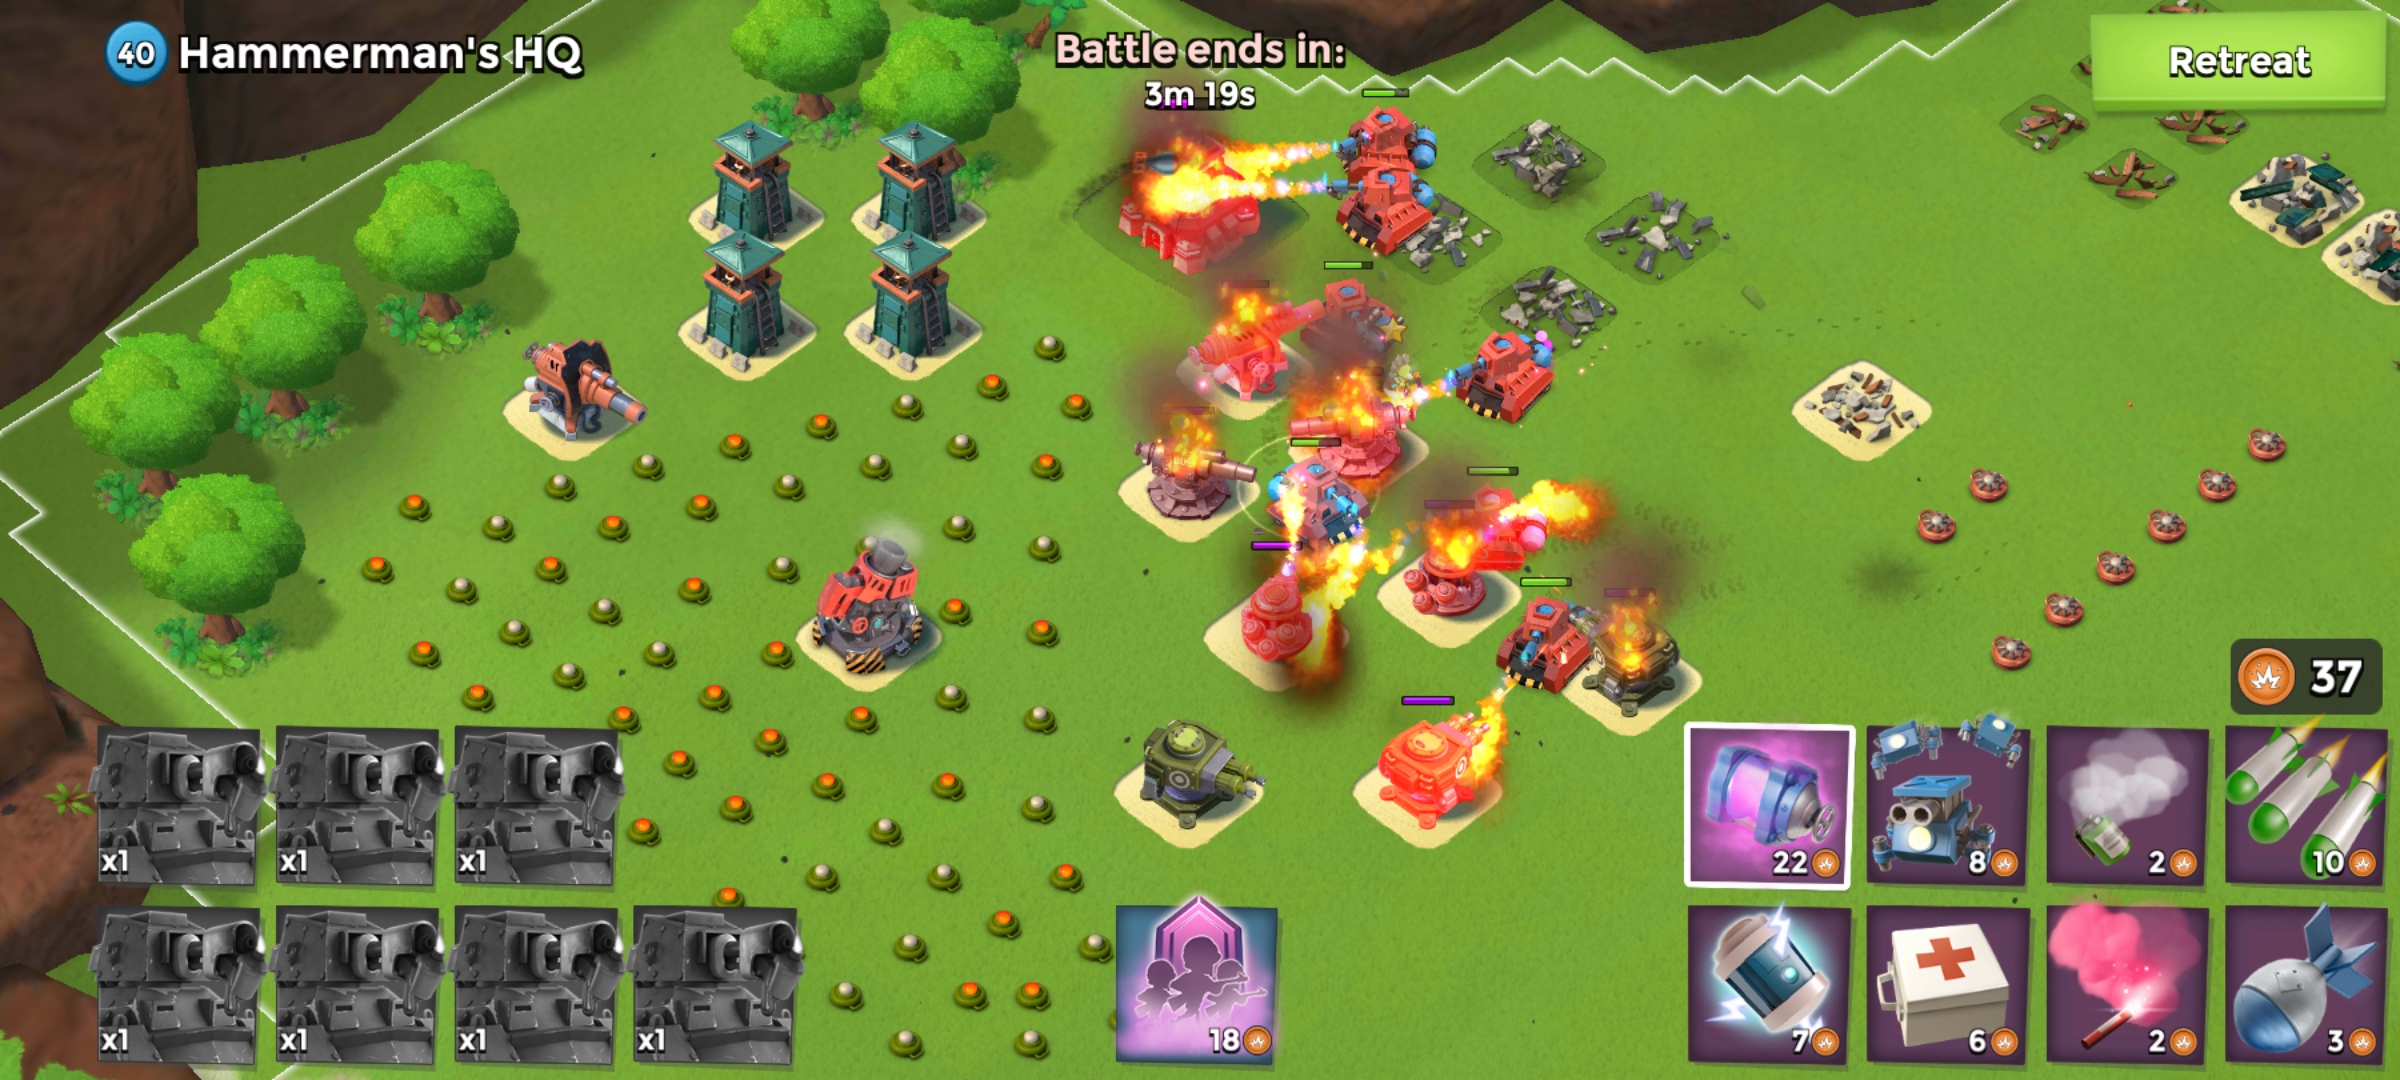 40 Hammerman's HQ
Battle ends in:
3m 19s
Retreat
37
x1 x1 x1
22 8 2 10
x1 x1 x1 x1
18
7 6 2 3